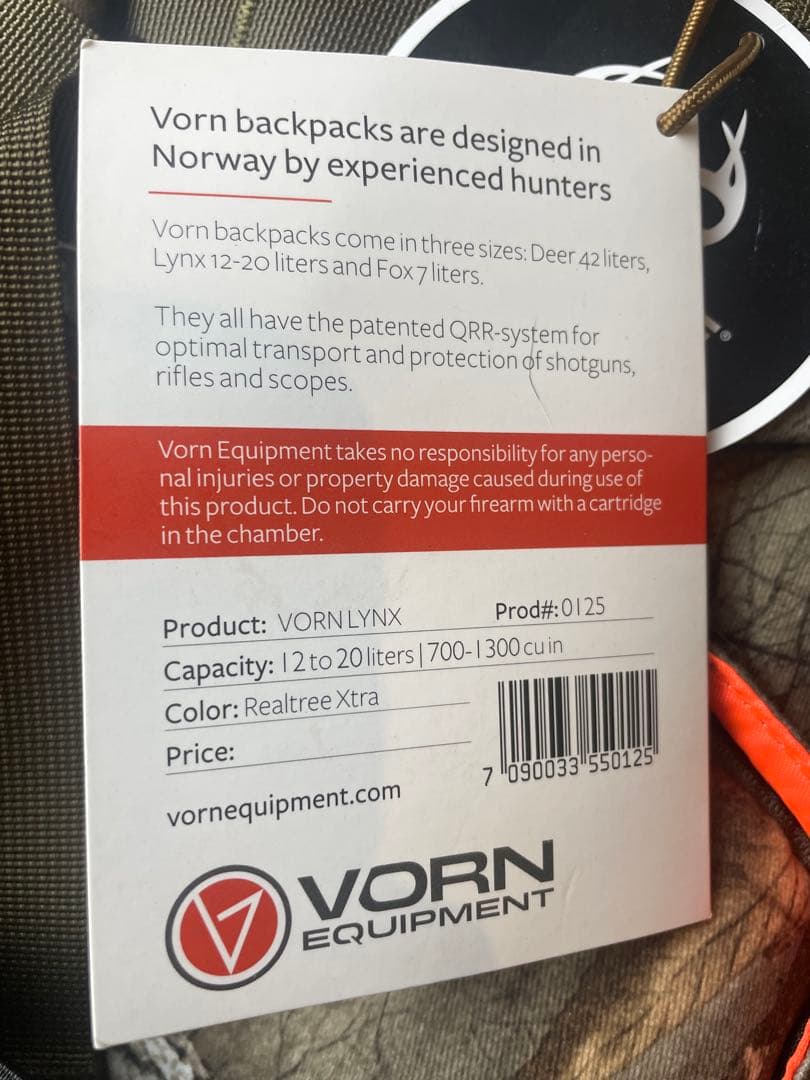 Vorn backpacks are designed in
Norway by experienced hunters
Vorn backpacks come in three sizes: Deer 42 liters,
Lynx 12-20 liters and Fox 7 liters.
They all have the patented QRR-system for
optimal transport and protection of shotguns,
rifles and scopes.
Vorn Equipment takes no responsibility for any perso-
nal injuries or property damage caused during use of
this product. Do not carry your firearm with a cartridge
in the chamber.
Product: VORN LYNX Prod#: 0125
Capacity: 12 to 20 liters | 700-1300 cu in
Color: Realtree Xtra
Price:
7 090033 550125
vornequipment.com
VORN
EQUIPMENT